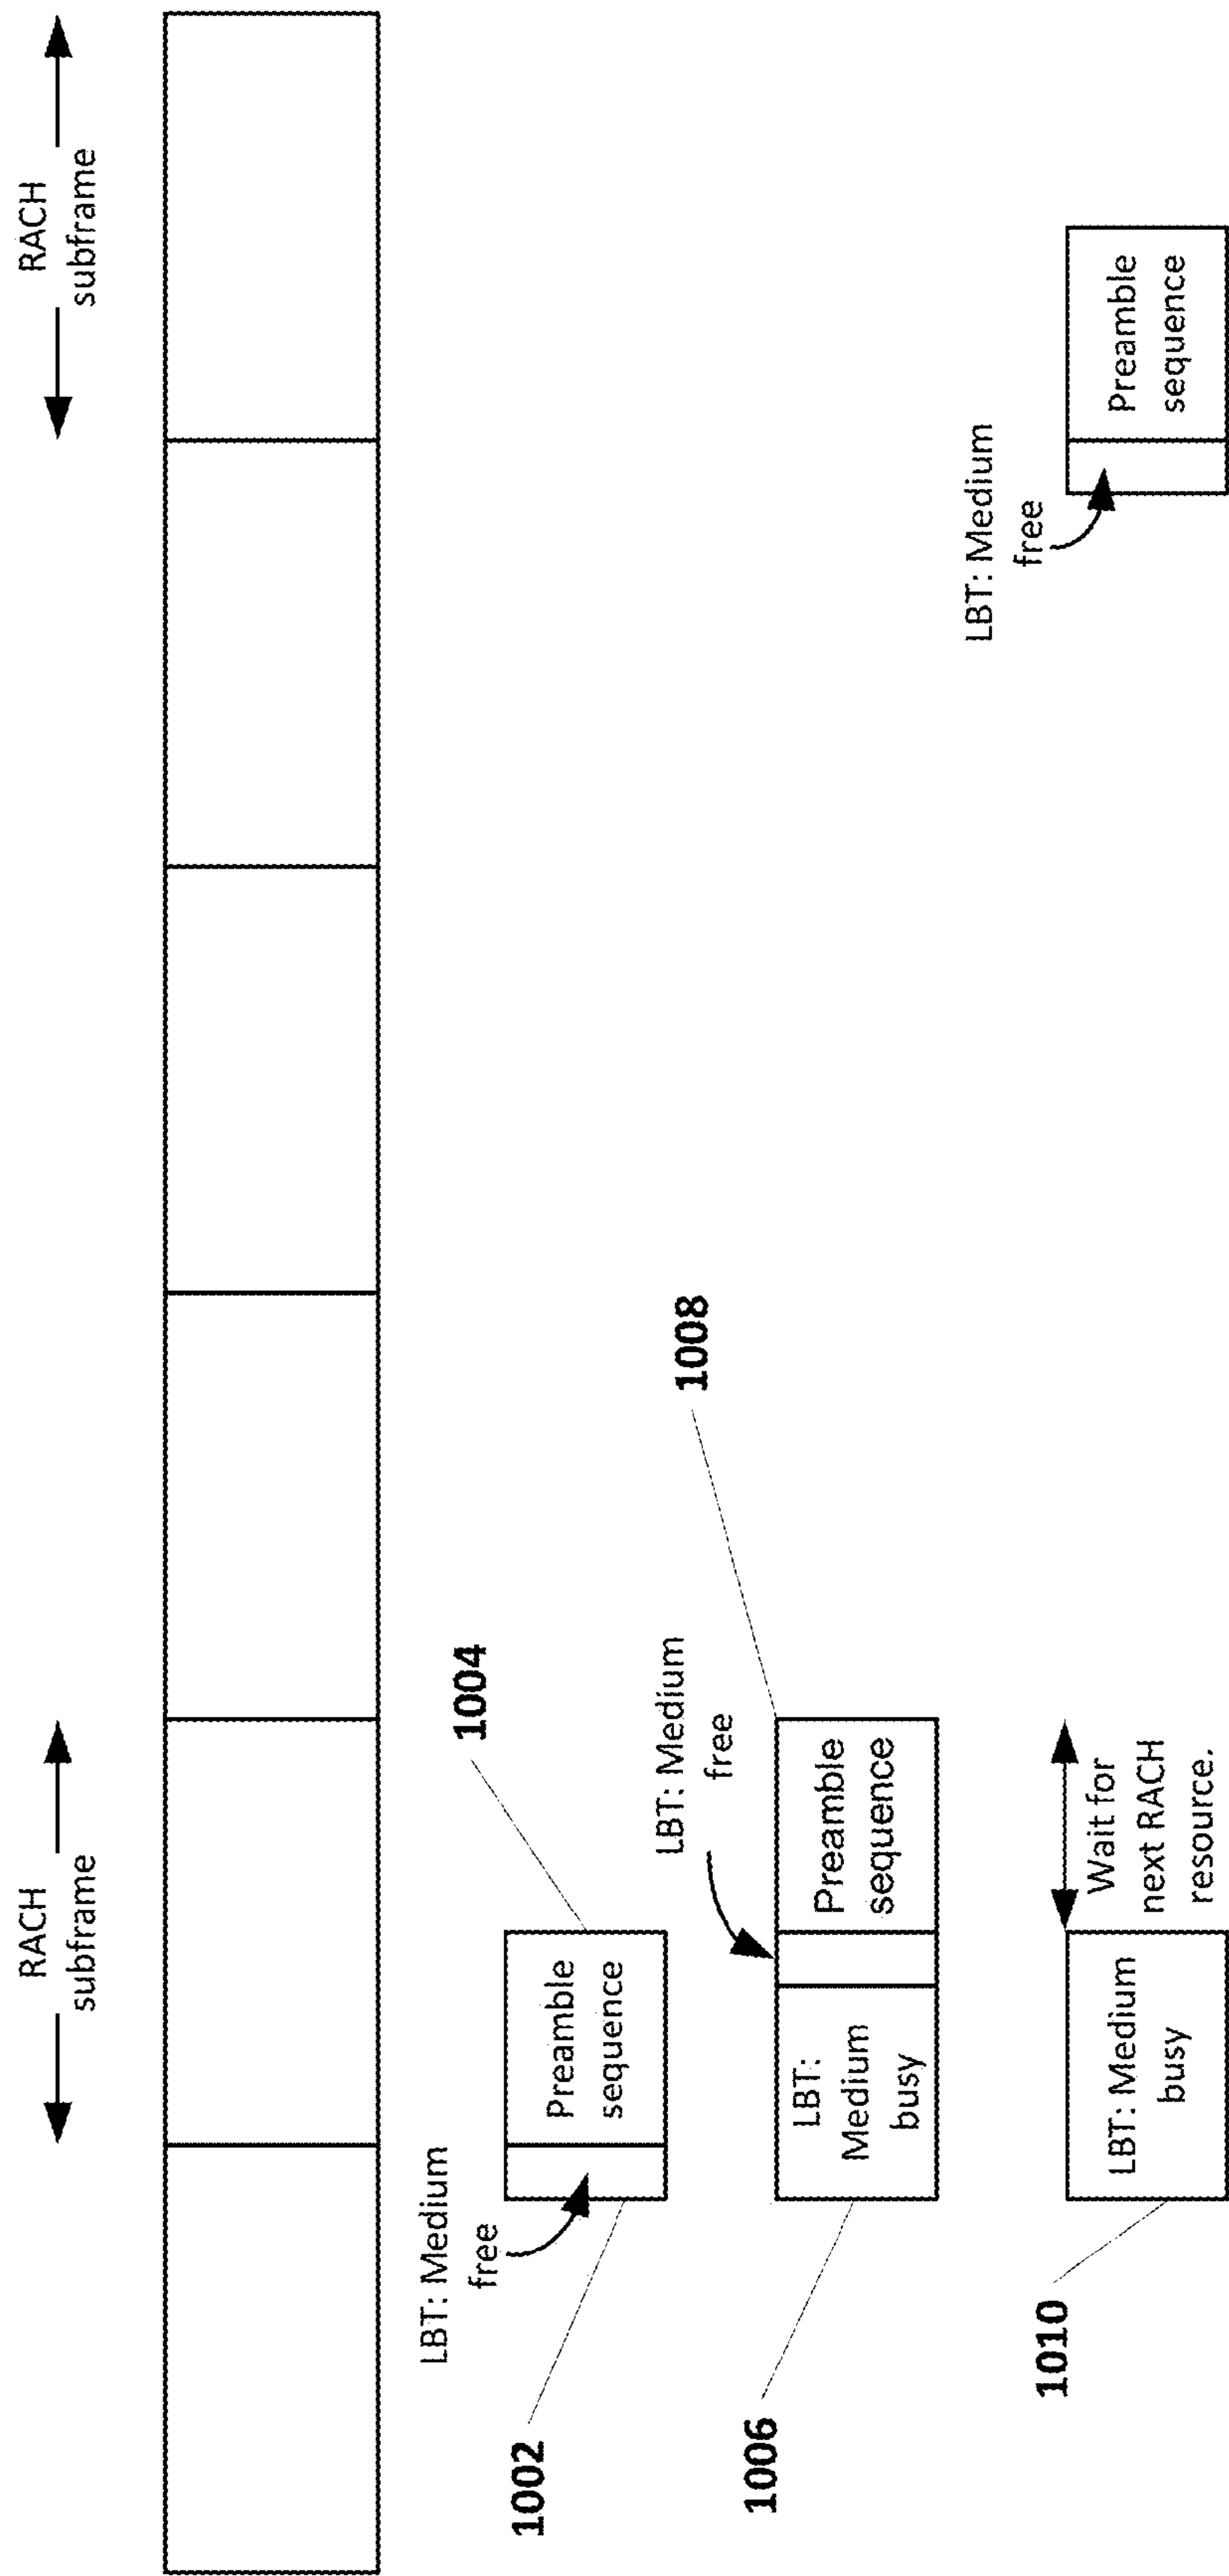 RACH
subframe
RACH
subframe
LBT: Medium
free
1004
Preamble
sequence
1002
LBT: Medium
free
1008
LBT:
Medium
busy
Preamble
sequence
1006
LBT: Medium
free
LBT: Medium
busy
Wait for
next RACH
resource.
Preamble
sequence
1010